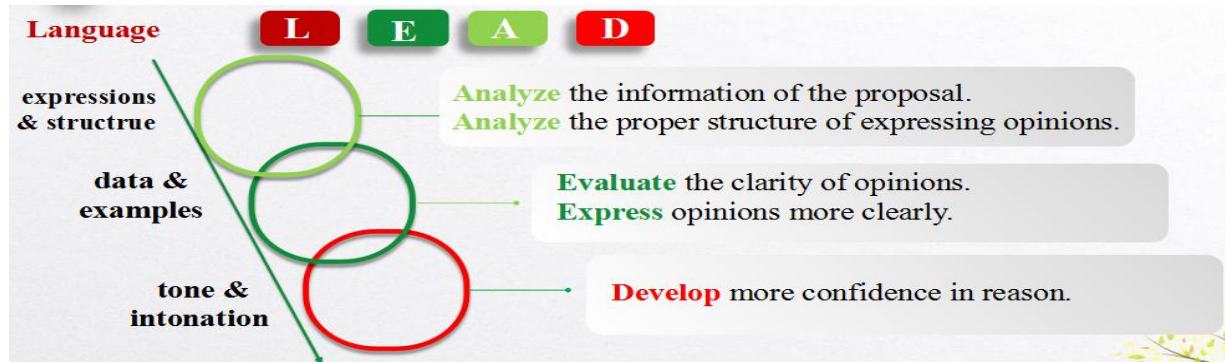 Language
L E A D
expressions
& structrue
Analyze the information of the proposal.
Analyze the proper structure of expressing opinions.
data &
examples
Evaluate the clarity of opinions.
Express opinions more clearly.
tone &
intonation
Develop more confidence in reason.